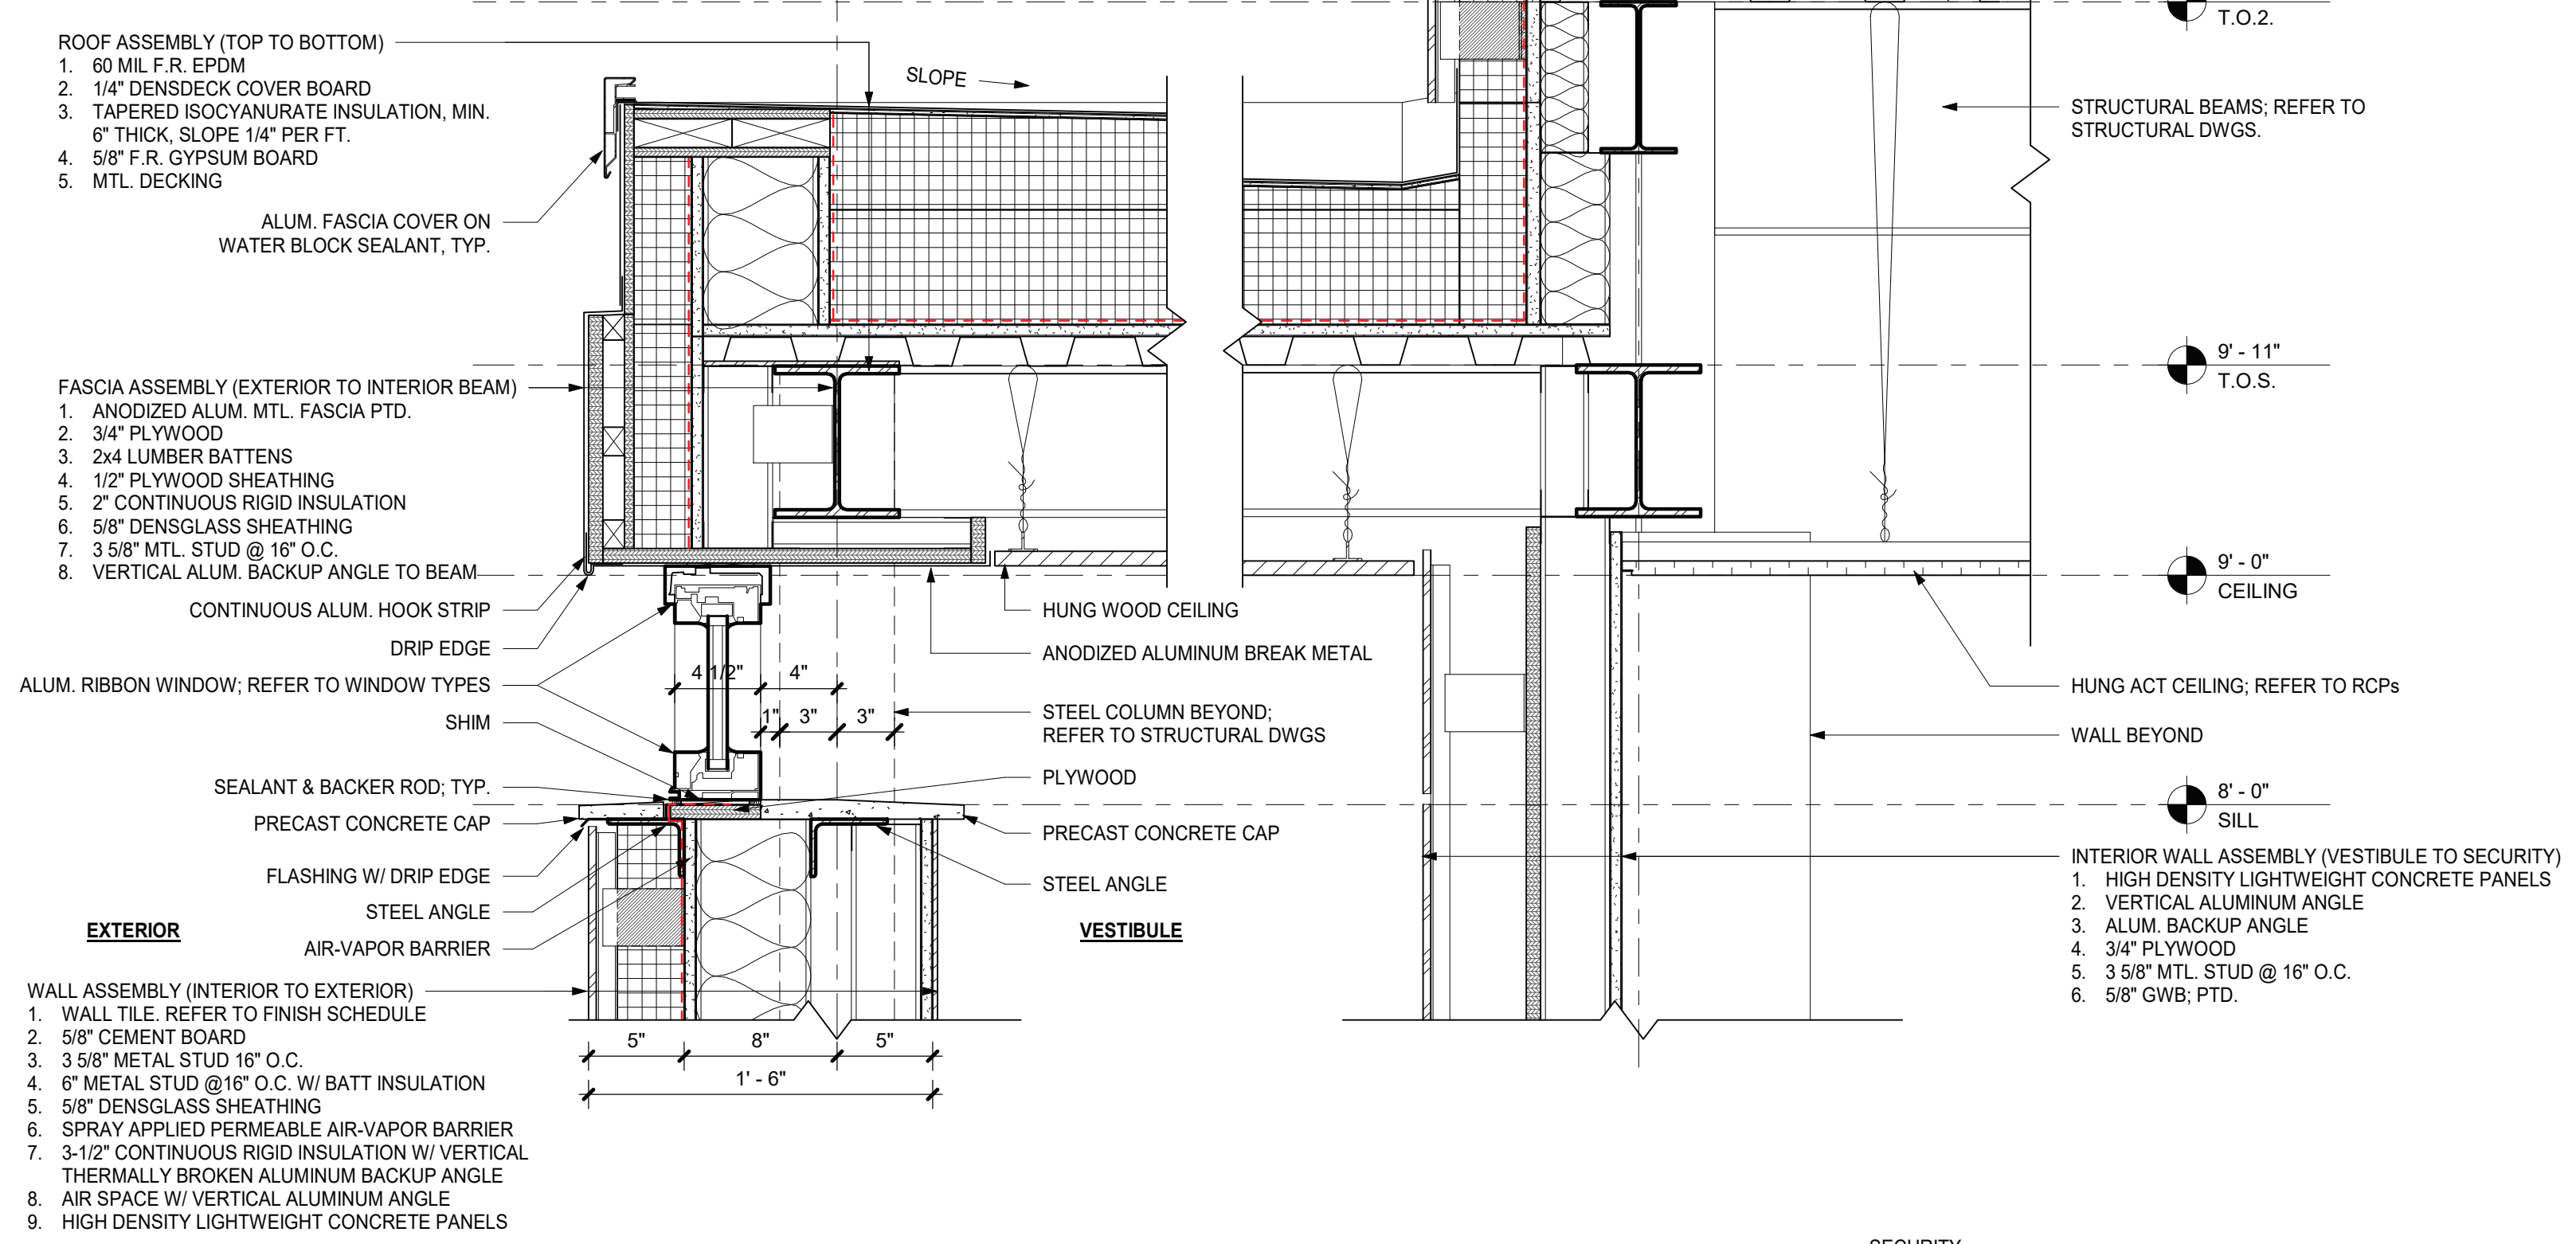 T.O.2.
ROOF ASSEMBLY (TOP TO BOTTOM)
1. 60 MIL F.R. EPDM
2. 1/4" DENSDECK COVER BOARD
3. TAPERED ISOCYANURATE INSULATION, MIN.
6" THICK, SLOPE 1/4" PER FT.
4. 5/8" F.R. GYPSUM BOARD
5. MTL. DECKING
SLOPE
STRUCTURAL BEAMS; REFER TO
STRUCTURAL DWGS.
ALUM. FASCIA COVER ON
WATER BLOCK SEALANT, TYP.
9' - 11"
T.O.S.
FASCIA ASSEMBLY (EXTERIOR TO INTERIOR BEAM)
1. ANODIZED ALUM. MTL. FASCIA PTD.
2. 3/4" PLYWOOD
3. 2x4 LUMBER BATTENS
4. 1/2" PLYWOOD SHEATHING
5. 2" CONTINUOUS RIGID INSULATION
6. 5/8" DENSGLASS SHEATHING
7. 3 5/8" MTL. STUD @ 16" O.C.
8. VERTICAL ALUM. BACKUP ANGLE TO BEAM
9' - 0"
CEILING
CONTINUOUS ALUM. HOOK STRIP
DRIP EDGE
ALUM. RIBBON WINDOW; REFER TO WINDOW TYPES
SHIM
SEALANT & BACKER ROD; TYP.
PRECAST CONCRETE CAP
FLASHING W/ DRIP EDGE
STEEL ANGLE
AIR-VAPOR BARRIER
4 1/2"
4"
1"
3"
3"
HUNG WOOD CEILING
ANODIZED ALUMINUM BREAK METAL
STEEL COLUMN BEYOND;
REFER TO STRUCTURAL DWGS
PLYWOOD
PRECAST CONCRETE CAP
STEEL ANGLE
HUNG ACT CEILING; REFER TO RCPs
WALL BEYOND
8' - 0"
SILL
INTERIOR WALL ASSEMBLY (VESTIBULE TO SECURITY)
1. HIGH DENSITY LIGHTWEIGHT CONCRETE PANELS
2. VERTICAL ALUMINUM ANGLE
3. ALUM. BACKUP ANGLE
4. 3/4" PLYWOOD
5. 3 5/8" MTL. STUD @ 16" O.C.
6. 5/8" GWB; PTD.
EXTERIOR
VESTIBULE
WALL ASSEMBLY (INTERIOR TO EXTERIOR)
1. WALL TILE. REFER TO FINISH SCHEDULE
2. 5/8" CEMENT BOARD
3. 3 5/8" METAL STUD 16" O.C.
4. 6" METAL STUD @16" O.C. W/ BATT INSULATION
5. 5/8" DENSGLASS SHEATHING
6. SPRAY APPLIED PERMEABLE AIR-VAPOR BARRIER
7. 3-1/2" CONTINUOUS RIGID INSULATION W/ VERTICAL
THERMALLY BROKEN ALUMINUM BACKUP ANGLE
8. AIR SPACE W/ VERTICAL ALUMINUM ANGLE
9. HIGH DENSITY LIGHTWEIGHT CONCRETE PANELS
5"
8"
5"
1' - 6"
SECURITY